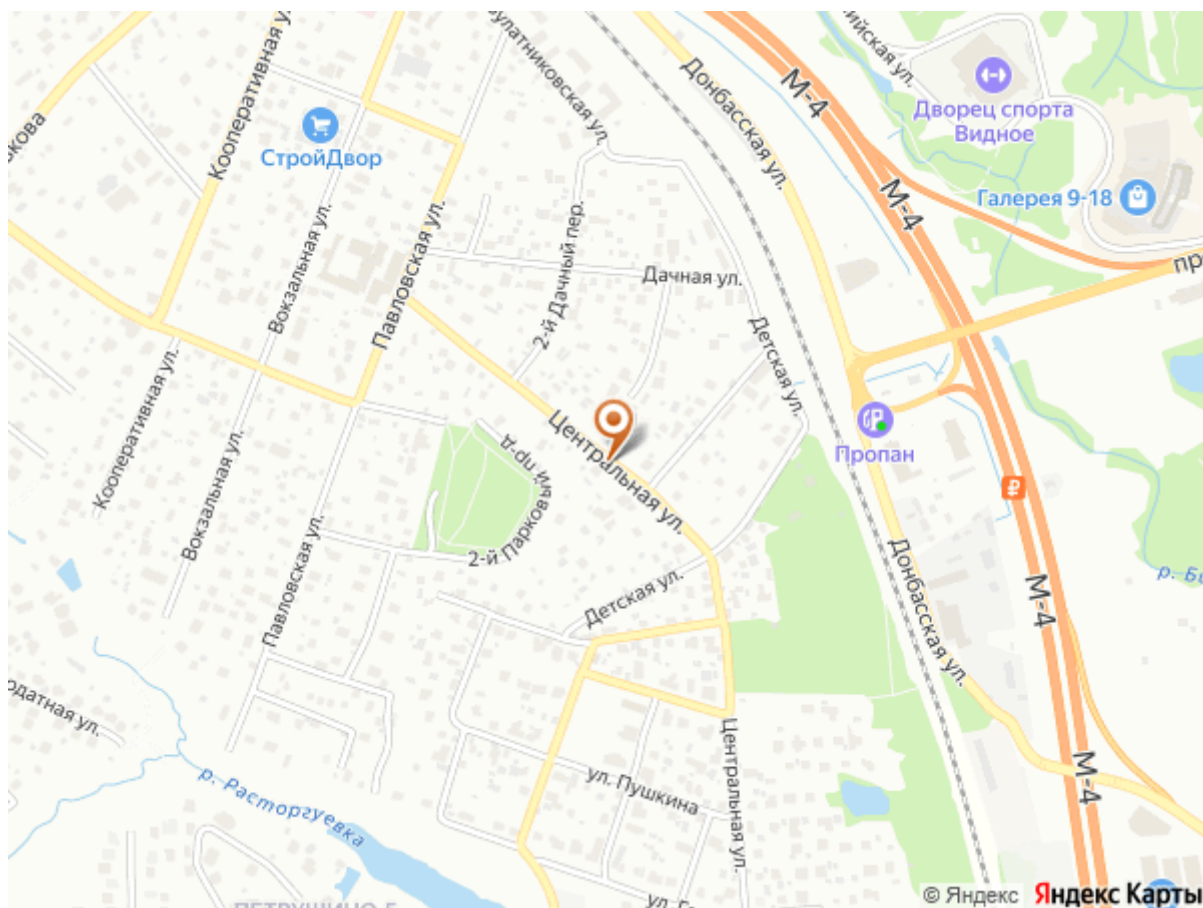 Кооперативная ул.
Булатниковская ул.
Донбасская ул.
М-4
Дворец спорта
Видное
СтройДвор
Галерея 9-18
М-4
Вокзальная ул.
Павловская ул.
2-й Дачный пер.
Дачная ул.
Детская ул.
Центральная ул.
Пропан
Кооперативная ул.
Вокзальная ул.
2-й Парковый пр-д
Павловская ул.
Детская ул.
Донбасская ул.
М-4
р. Расторгуевка
ул. Пушкина
Центральная ул.
М-4
© Яндекс Яндекс Карты